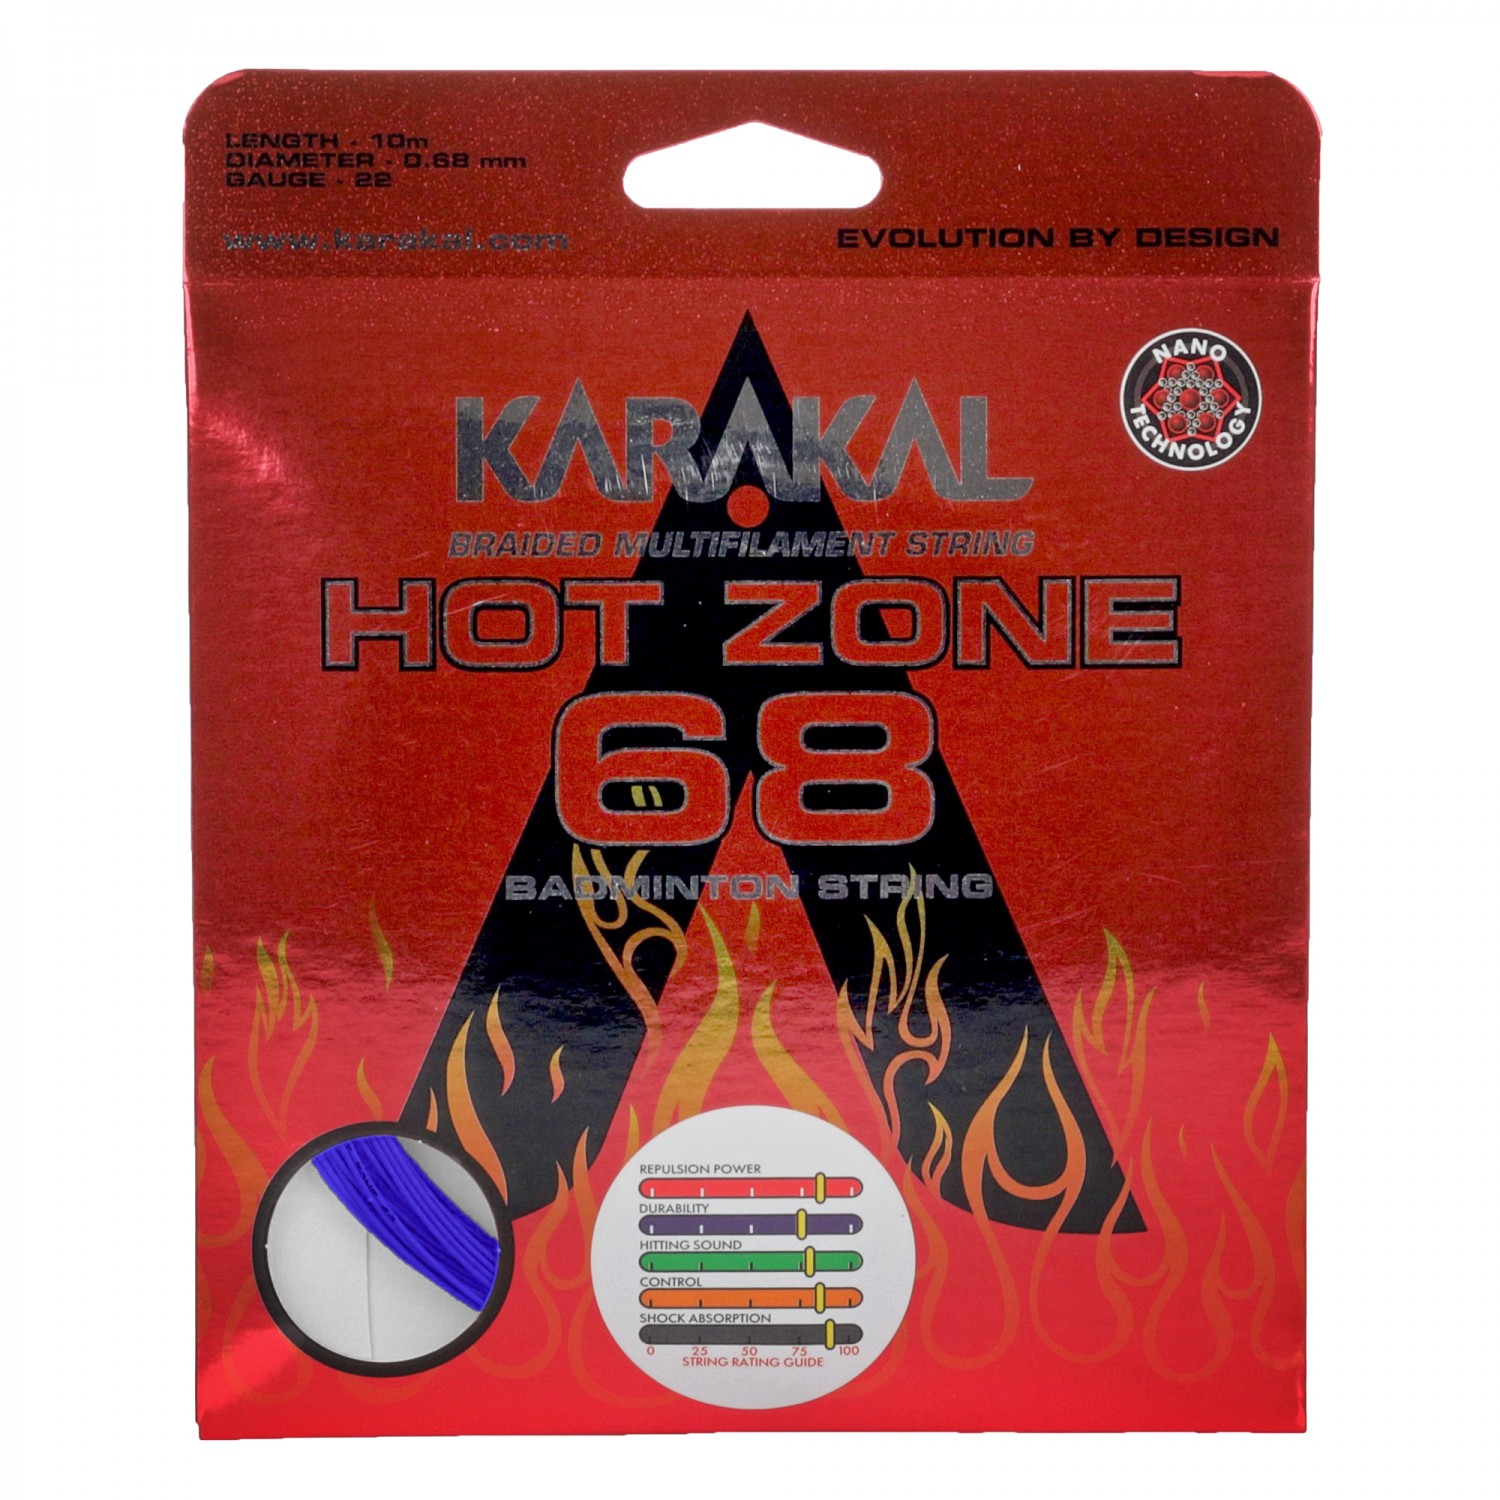 LENGTH - 10m
DIAMETER - 0.68 mm
GAUGE - 22
www.karakal.com
EVOLUTION BY DESIGN
NANO TECHNOLOGY
KARAKAL
BRAIDED MULTIFILAMENT STRING
HOT ZONE
68
BADMINTON STRING
REPULSION POWER
DURABILITY
HITTING SOUND
CONTROL
SHOCK ABSORPTION
0 25 50 75 100
STRING RATING GUIDE